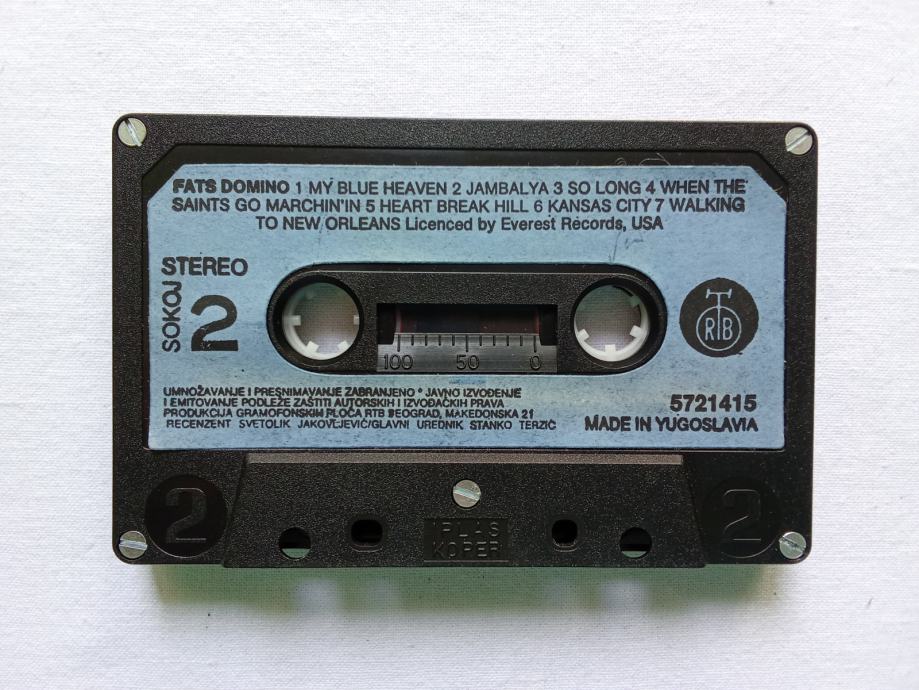 FATS DOMINO 1 MY BLUE HEAVEN 2 JAMBALYA 3 SO LONG 4 WHEN THE
SAINTS GO MARCHIN'IN 5 HEART BREAK HILL 6 KANSAS CITY 7 WALKING
TO NEW ORLEANS Licenced by Everest Records, USA
STEREO
SOKOJ
2
RTB
100 50 0
UMNOŽAVANJE I PRESNIMAVANJE ZABRANJENO * JAVNO IZVOĐENJE
I EMITOVANJE PODLEŽE ZAŠTITI AUTORSKIH I IZVOĐAČKIH PRAVA
PRODUKCIJA GRAMOFONSKIH PLOČA RTB BEOGRAD, MAKEDONSKA 21
RECENZENT SVETOLIK JAKOVLJEVIĆ/GLAVNI UREDNIK STANKO TERZIĆ
5721415
MADE IN YUGOSLAVIA
2
2
IPLAS
KOPER